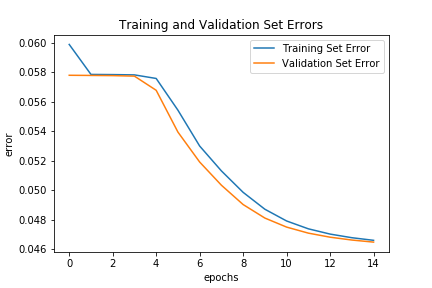 Training and Validation Set Errors
Training Set Error
Validation Set Error
error
0.060
0.058
0.056
0.054
0.052
0.050
0.048
0.046
0 2 4 6 8 10 12 14
epochs